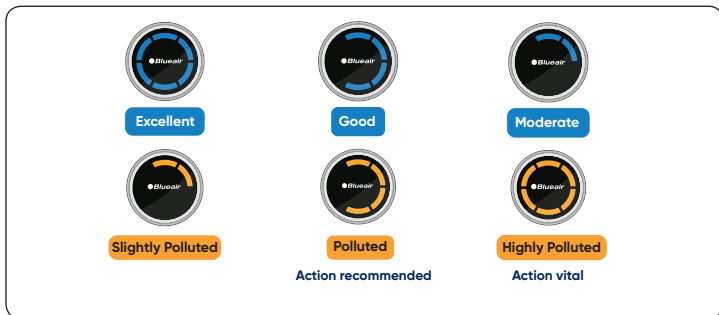 Blueair Blueair Blueair
Excellent Good Moderate
Blueair Blueair Blueair
Slightly Polluted Polluted Highly Polluted
Action recommended Action vital